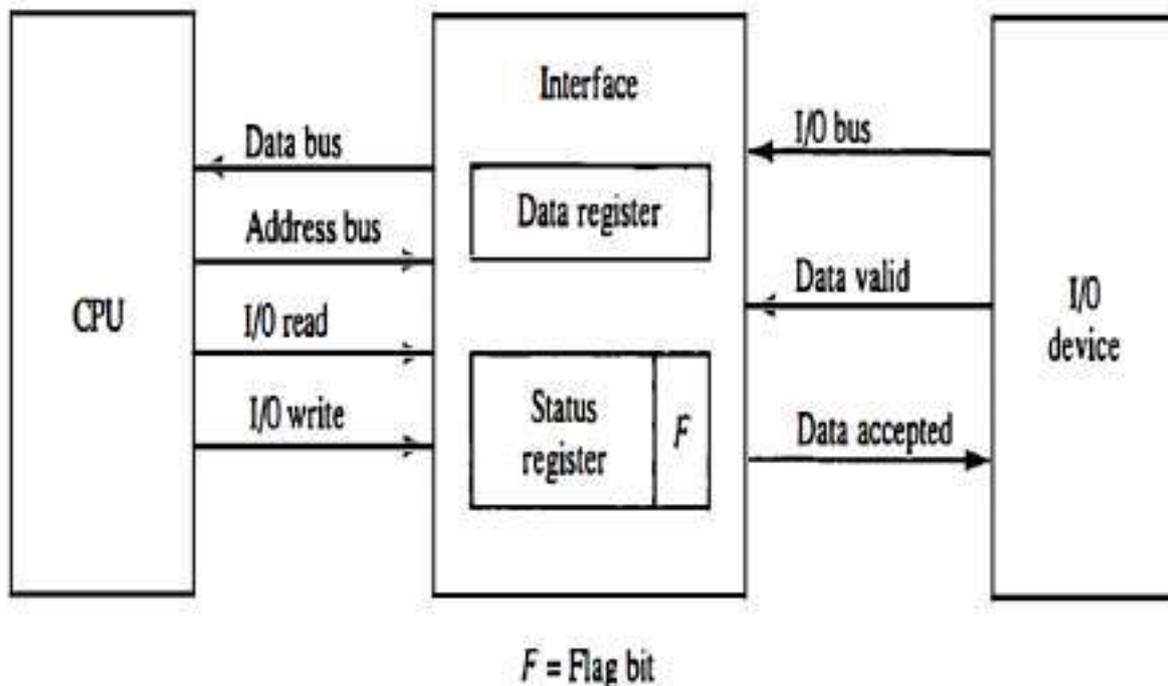 Interface
Data bus
I/O bus
Data register
Address bus
Data valid
CPU
I/O read
I/O
device
I/O write
Status
register
F
Data accepted
F = Flag bit